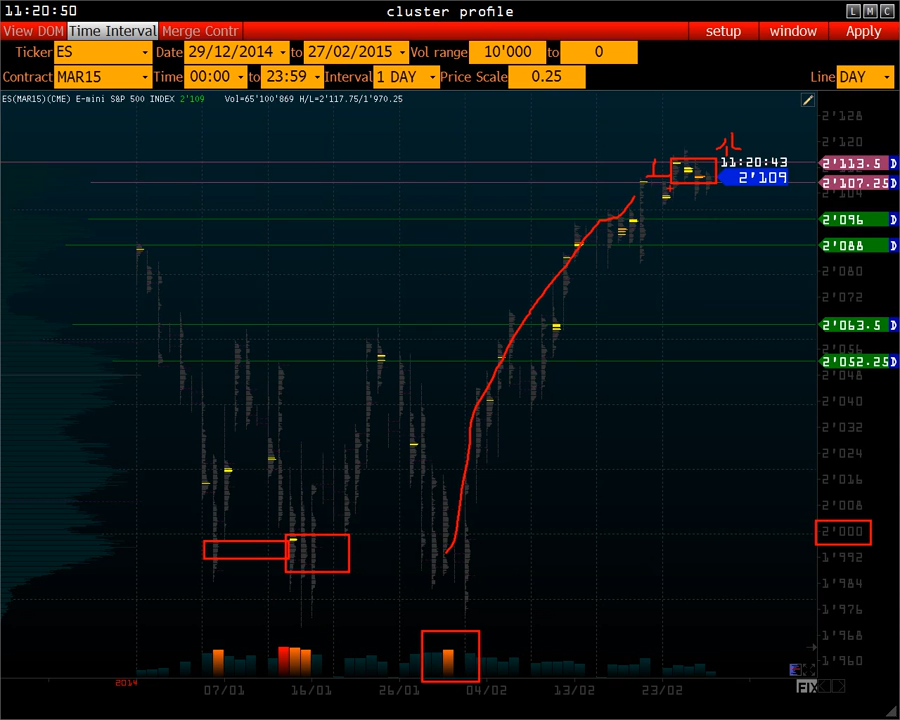 11:20:50 cluster profile L M C
View DOM Time Interval Merge Contr setup window Apply
Ticker ES Date 29/12/2014 to 27/02/2015 Vol range 10'000 to 0
Contract MAR15 Time 00:00 to 23:59 Interval 1 DAY Price Scale 0.25 Line DAY
ES(MAR15)(CME) E-mini S&P 500 INDEX 2'109 Vol=65'100'869 H/L=2'117.75/1'970.25
2'128
2'120
11:20:43 2'113.5 D
2'109
2'107.25 D
2'096 D
2'088 D
2'080
2'072
2'063.5 D
2'056
2'052.25 D
2'048
2'040
2'032
2'024
2'016
2'008
2'000
1'992
1'984
1'976
1'968
1'960
2014
07/01 16/01 26/01 04/02 13/02 23/02 FIX